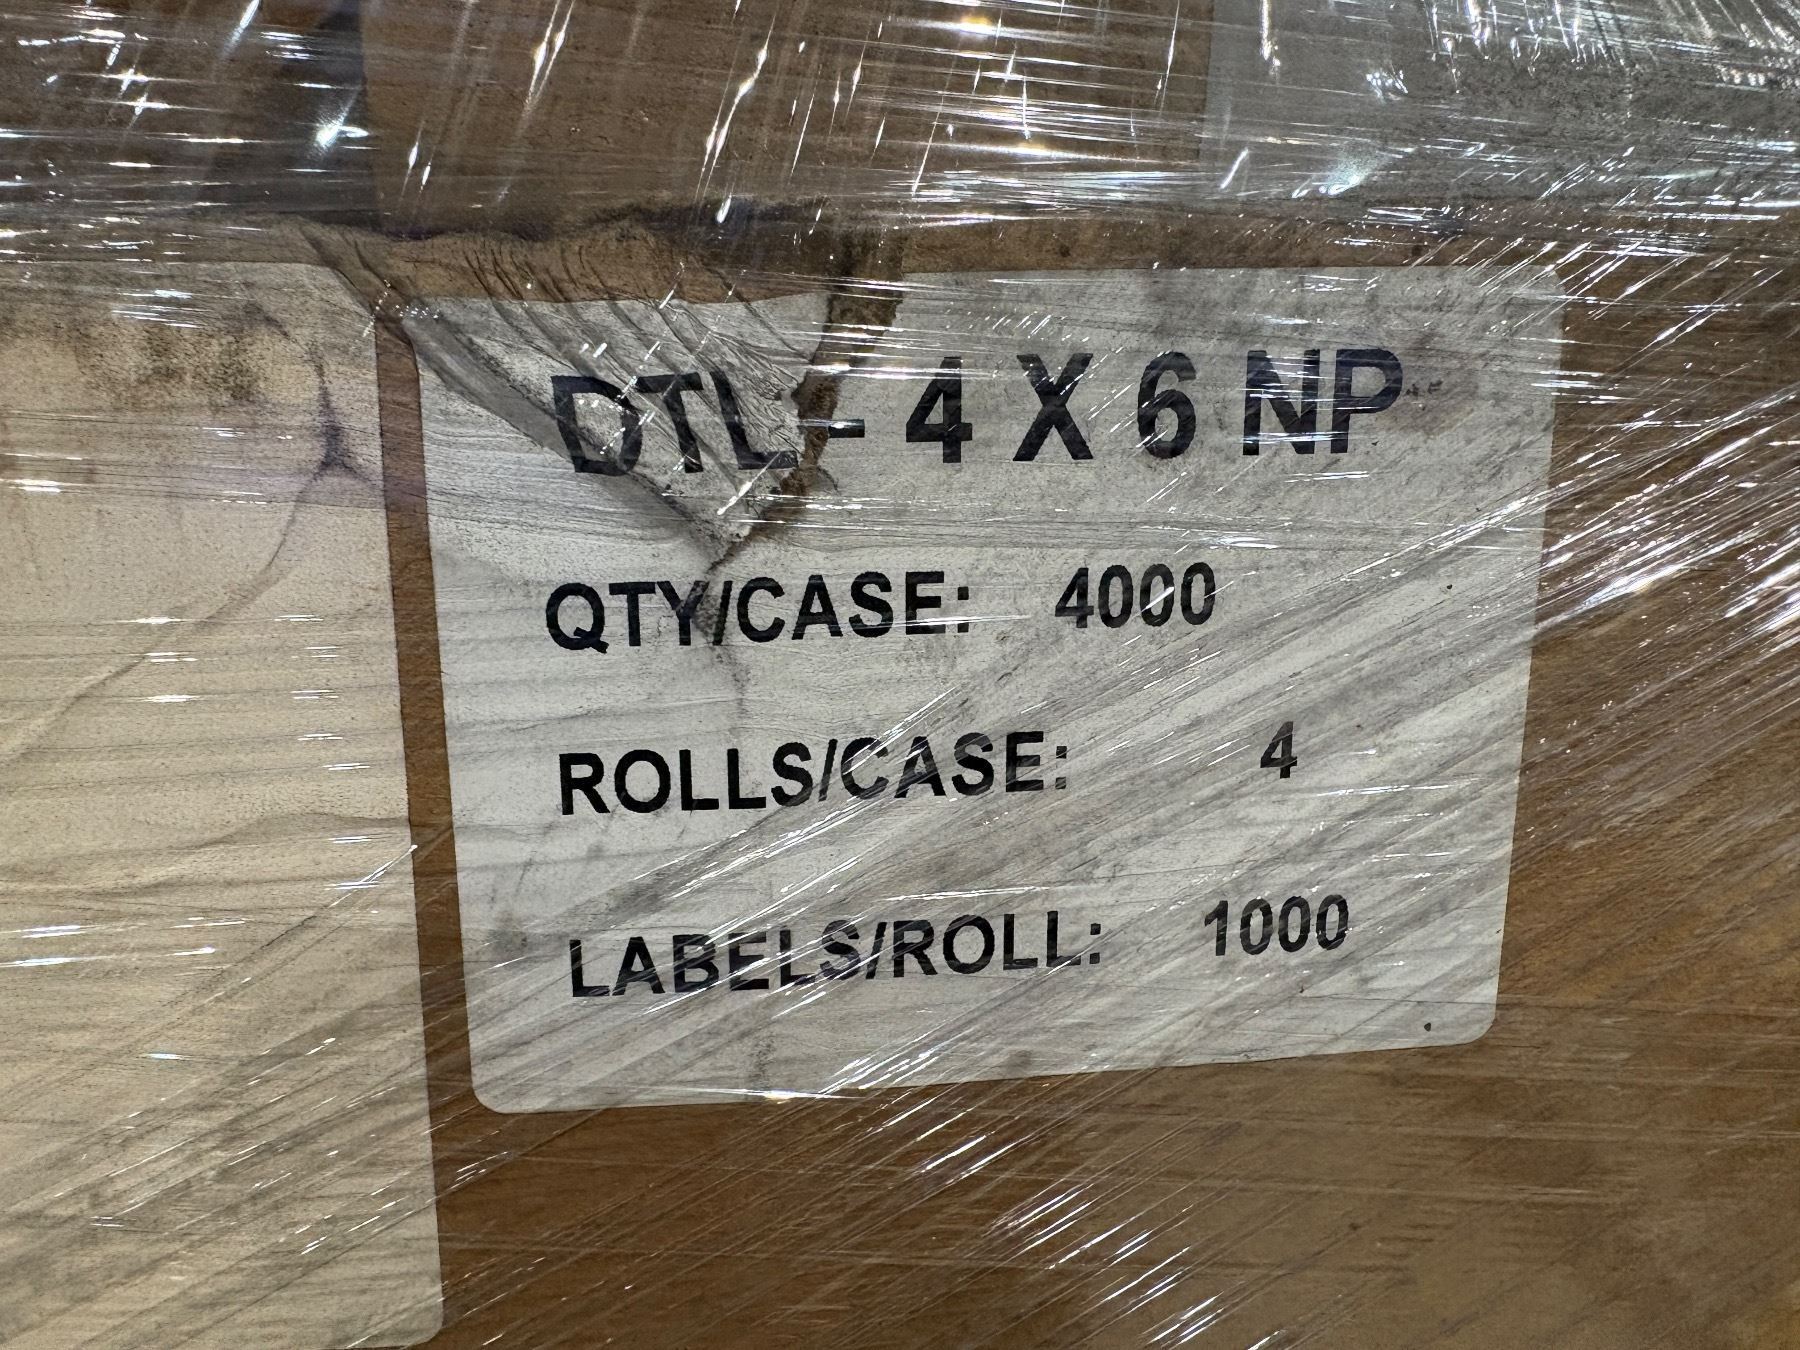 DTL - 4 X 6 NP
QTY/CASE: 4000
ROLLS/CASE: 4
LABELS/ROLL: 1000